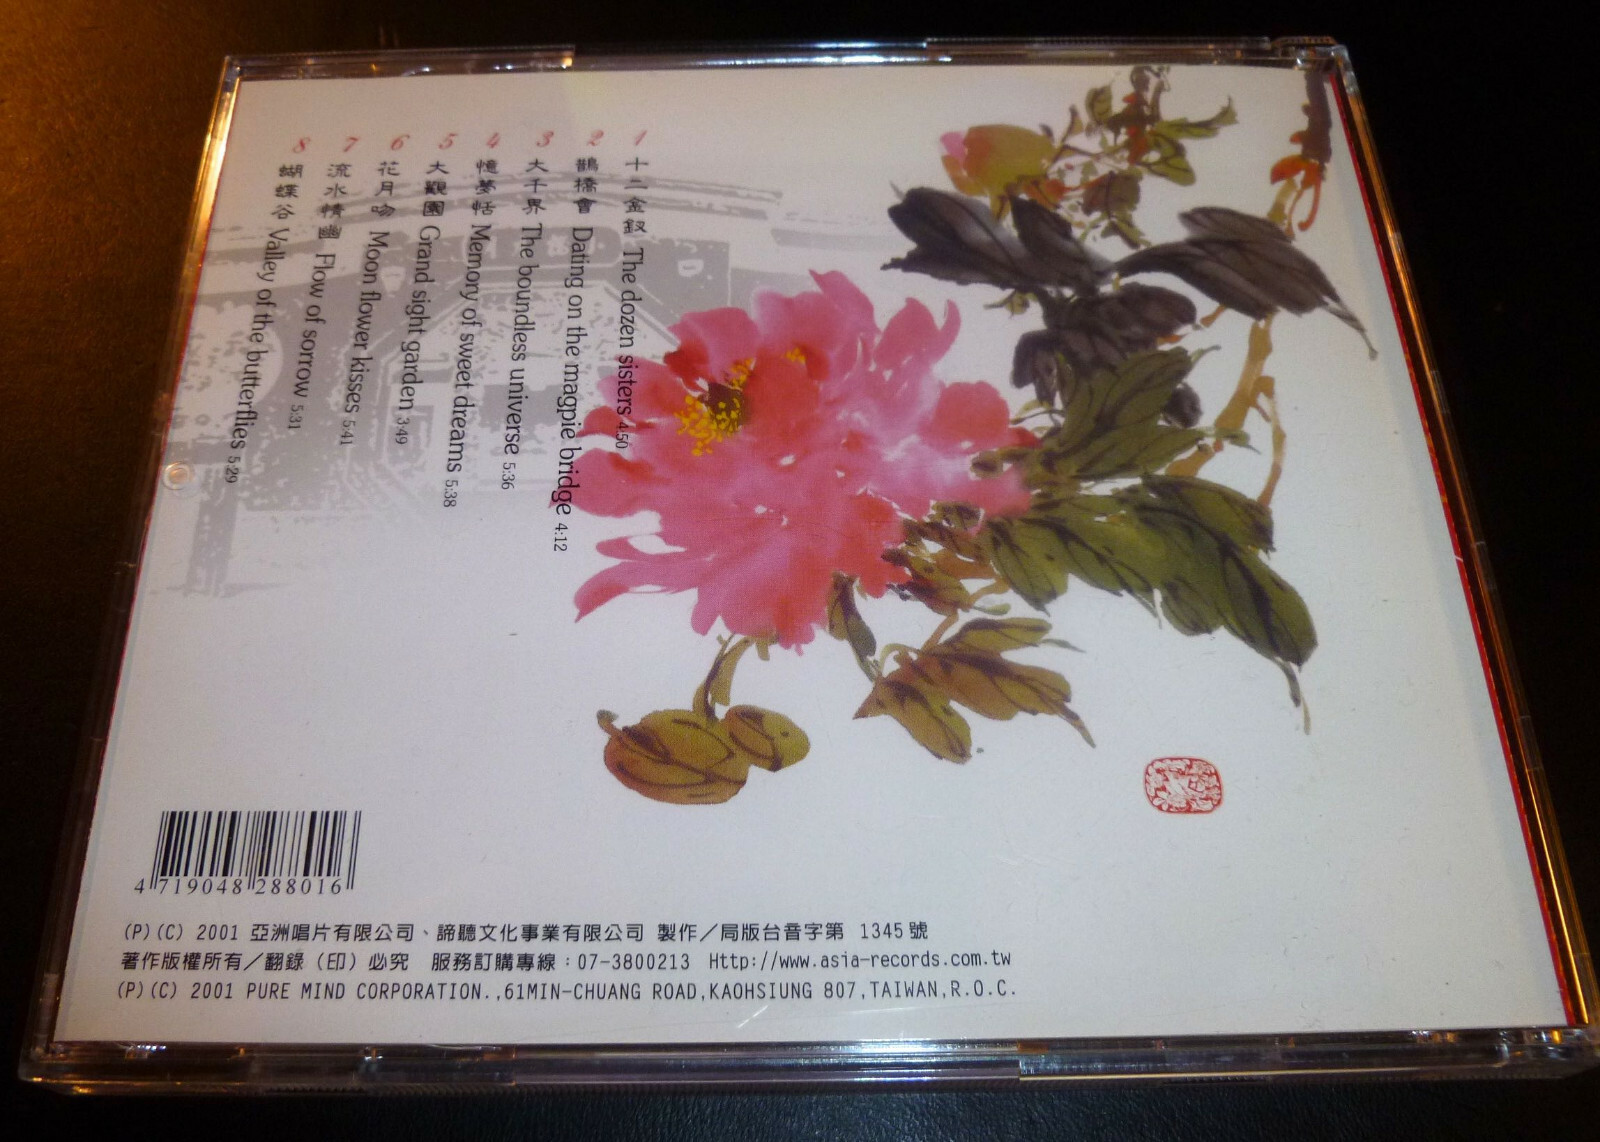 1 十二金釵 The dozen sisters 4:50
2 鵲橋會 Dating on the magpie bridge 4:12
3 大千界 The boundless universe 5:36
4 憶夢恬 Memory of sweet dreams 5:38
5 大觀園 Grand sight garden 3:49
6 花月吻 Moon flower kisses 5:41
7 流水情幽 Flow of sorrow 5:31
8 蝴蝶谷 Valley of the butterflies 5:29
4 719048 288016
(P)(C) 2001 亞洲唱片有限公司、諦聽文化事業有限公司 製作／局版台音字第 1345號
著作版權所有／翻錄（印）必究 服務訂購專線：07-3800213 Http://www.asia-records.com.tw
(P)(C) 2001 PURE MIND CORPORATION.,61MIN-CHUANG ROAD,KAOHSIUNG 807,TAIWAN,R.O.C.